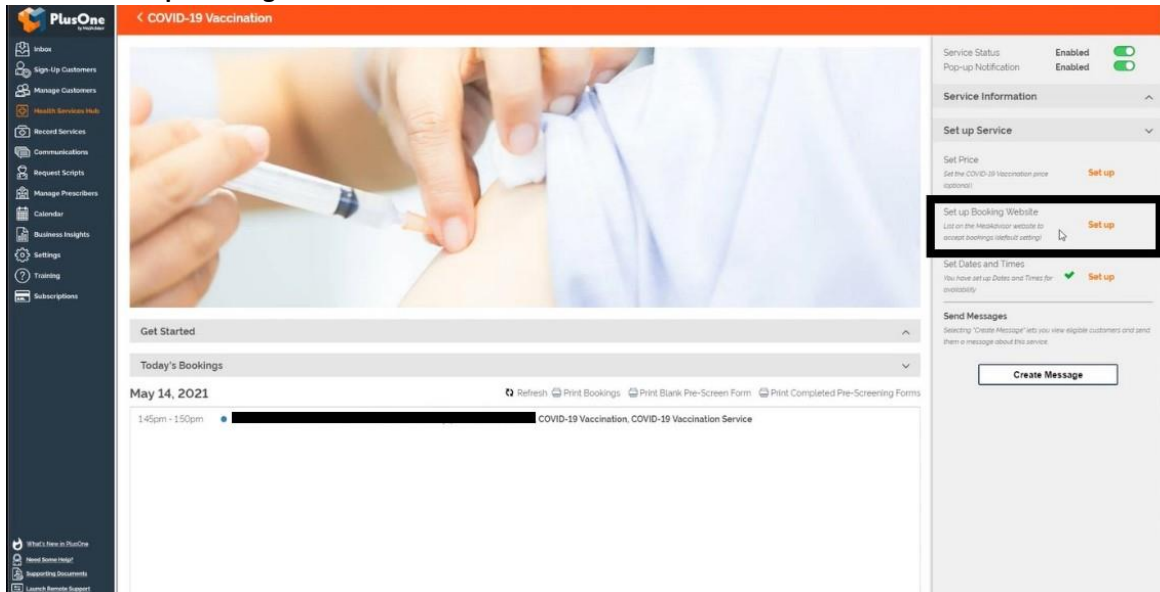 PlusOne
by MedAdvisor
< COVID-19 Vaccination
Inbox
Sign-Up Customers
Manage Customers
Health Services Hub
Record Services
Communications
Request Scripts
Manage Prescribers
Calendar
Business Insights
Settings
Training
Subscriptions
What's New in PlusOne
Need Some Help?
Supporting Documents
Launch Remote Support
Get Started
Today's Bookings
May 14, 2021
Refresh Print Bookings Print Blank Pre-Screen Form Print Completed Pre-Screening Forms
1:45pm - 1:50pm COVID-19 Vaccination, COVID-19 Vaccination Service
Service Status Enabled
Pop-up Notification Enabled
Service Information
Set up Service
Set Price
Set the COVID-19 Vaccination price
(optional)
Set up
Set up Booking Website
List on the MedAdvisor website to
accept bookings (default setting)
Set up
Set Dates and Times
You have set up Dates and Times for
availability
Set up
Send Messages
Selecting "Create Message" lets you view eligible customers and send
them a message about this service
Create Message